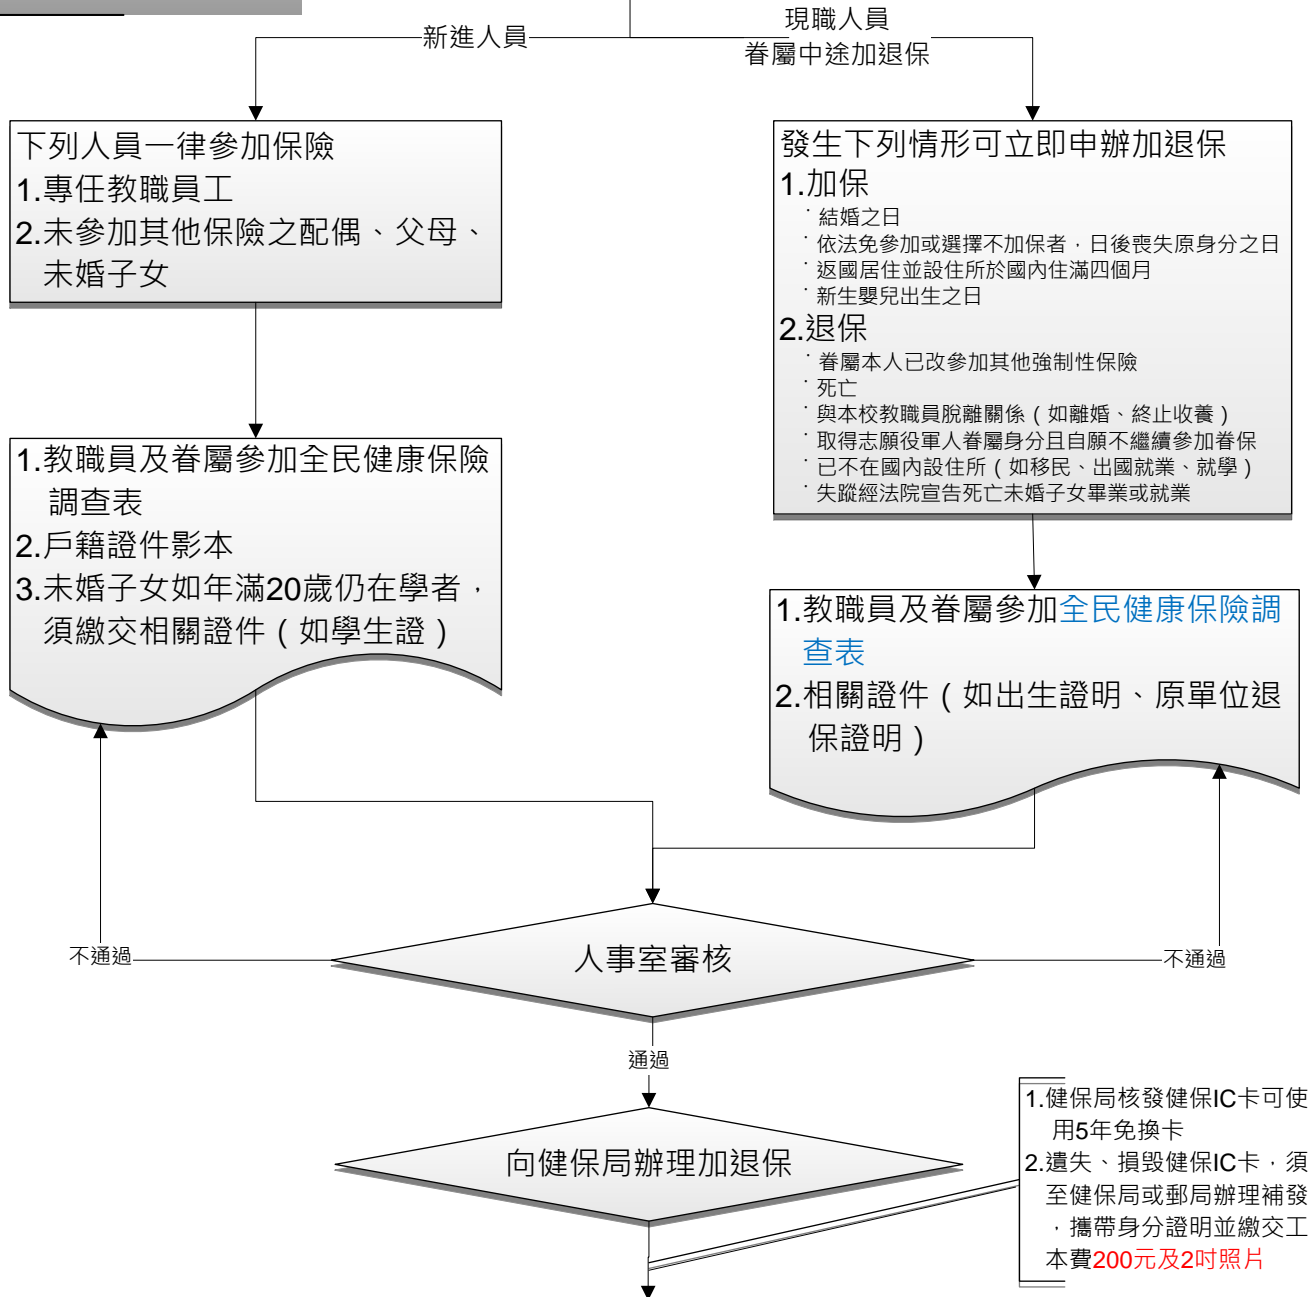 新進人員
現職人員
眷屬中途加退保
下列人員一律參加保險
1.專任教職員工
2.未參加其他保險之配偶、父母、
未婚子女
發生下列情形可立即申辦加退保
1.加保
˙結婚之日
˙依法免參加或選擇不加保者，日後喪失原身分之日
˙返國居住並設住所於國內住滿四個月
˙新生嬰兒出生之日
2.退保
˙眷屬本人已改參加其他強制性保險
˙死亡
˙與本校教職員脫離關係（如離婚、終止收養）
˙取得志願役軍人眷屬身分且自願不繼續參加眷保
˙已不在國內設住所（如移民、出國就業、就學）
˙失蹤經法院宣告死亡未婚子女畢業或就業
1.教職員及眷屬參加全民健康保險
調查表
2.戶籍證件影本
3.未婚子女如年滿20歲仍在學者，
須繳交相關證件（如學生證）
1.教職員及眷屬參加全民健康保險調
查表
2.相關證件（如出生證明、原單位退
保證明）
不通過
人事室審核
不通過
通過
向健保局辦理加退保
1.健保局核發健保IC卡可使
用5年免換卡
2.遺失、損毀健保IC卡，須
至健保局或郵局辦理補發
，攜帶身分證明並繳交工
本費200元及2吋照片